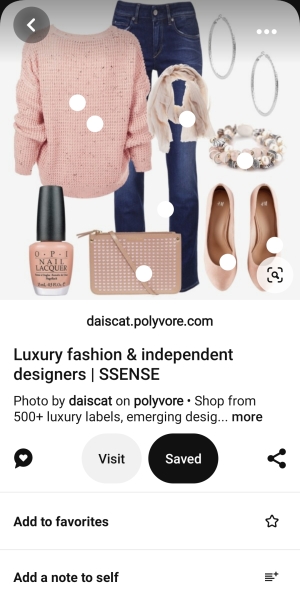 O·P·I
NAIL
LACQUER
daiscat.polyvore.com
Luxury fashion & independent
designers | SSENSE
Photo by daiscat on polyvore • Shop from
500+ luxury labels, emerging desig... more
Visit
Saved
Add to favorites
Add a note to self